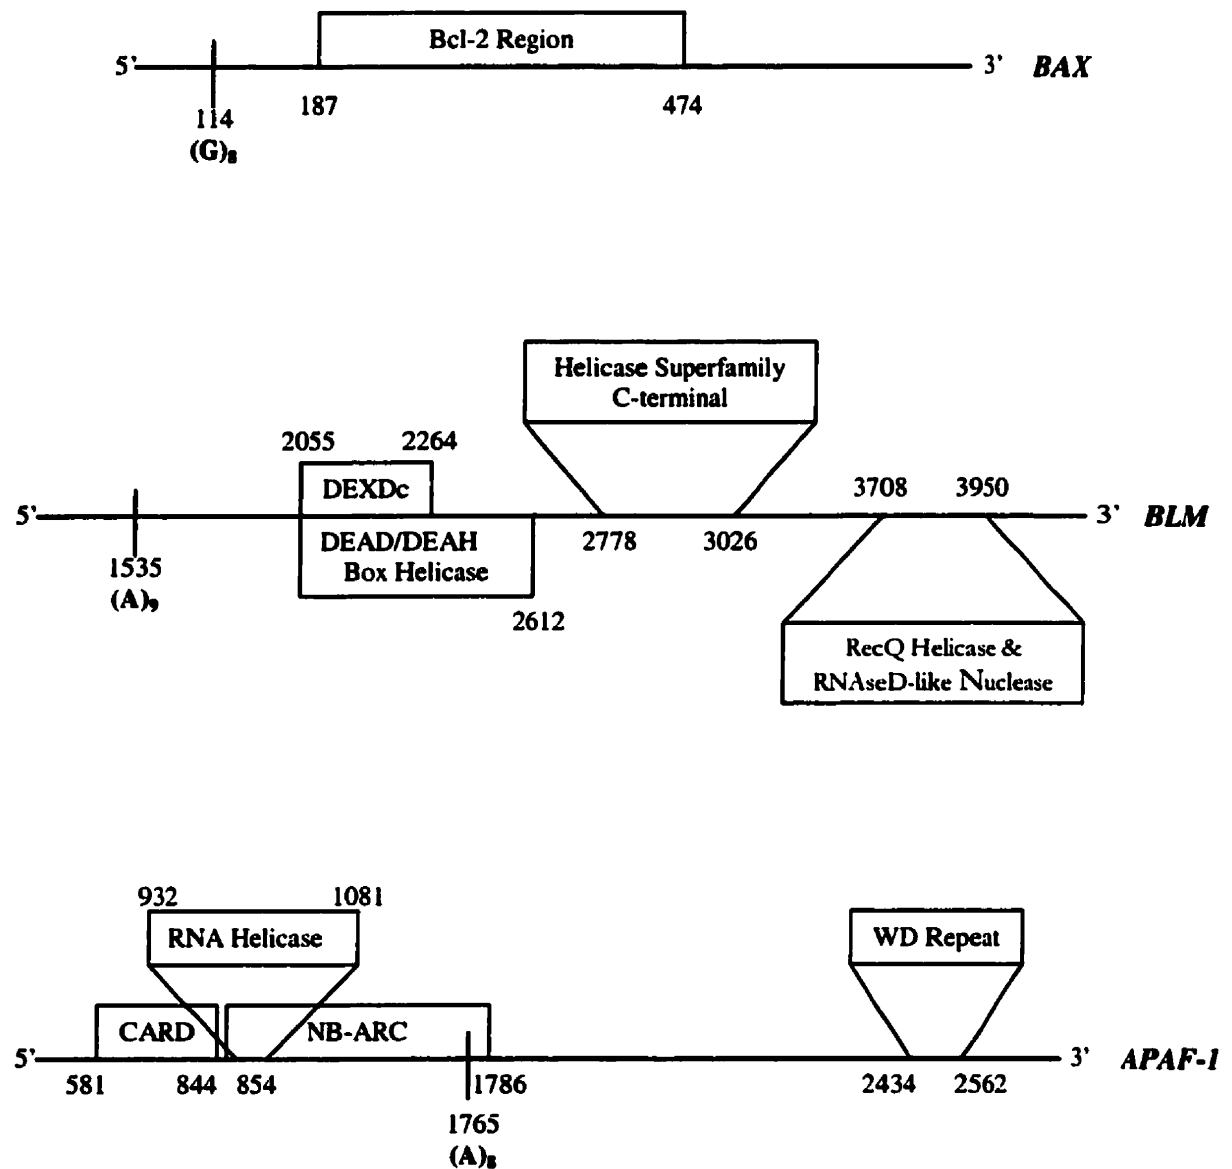 Bcl-2 Region
5' 3' BAX
187 474
114
(G)₈
Helicase Superfamily
C-terminal
2055 2264
DEXDc
3708 3950
5' 3' BLM
DEAD/DEAH
Box Helicase
2778 3026
1535
(A)₉
2612
RecQ Helicase &
RNAseD-like Nuclease
932 1081
RNA Helicase
WD Repeat
CARD NB-ARC
5' 3' APAF-1
581 844 854 1786 2434 2562
1765
(A)₈